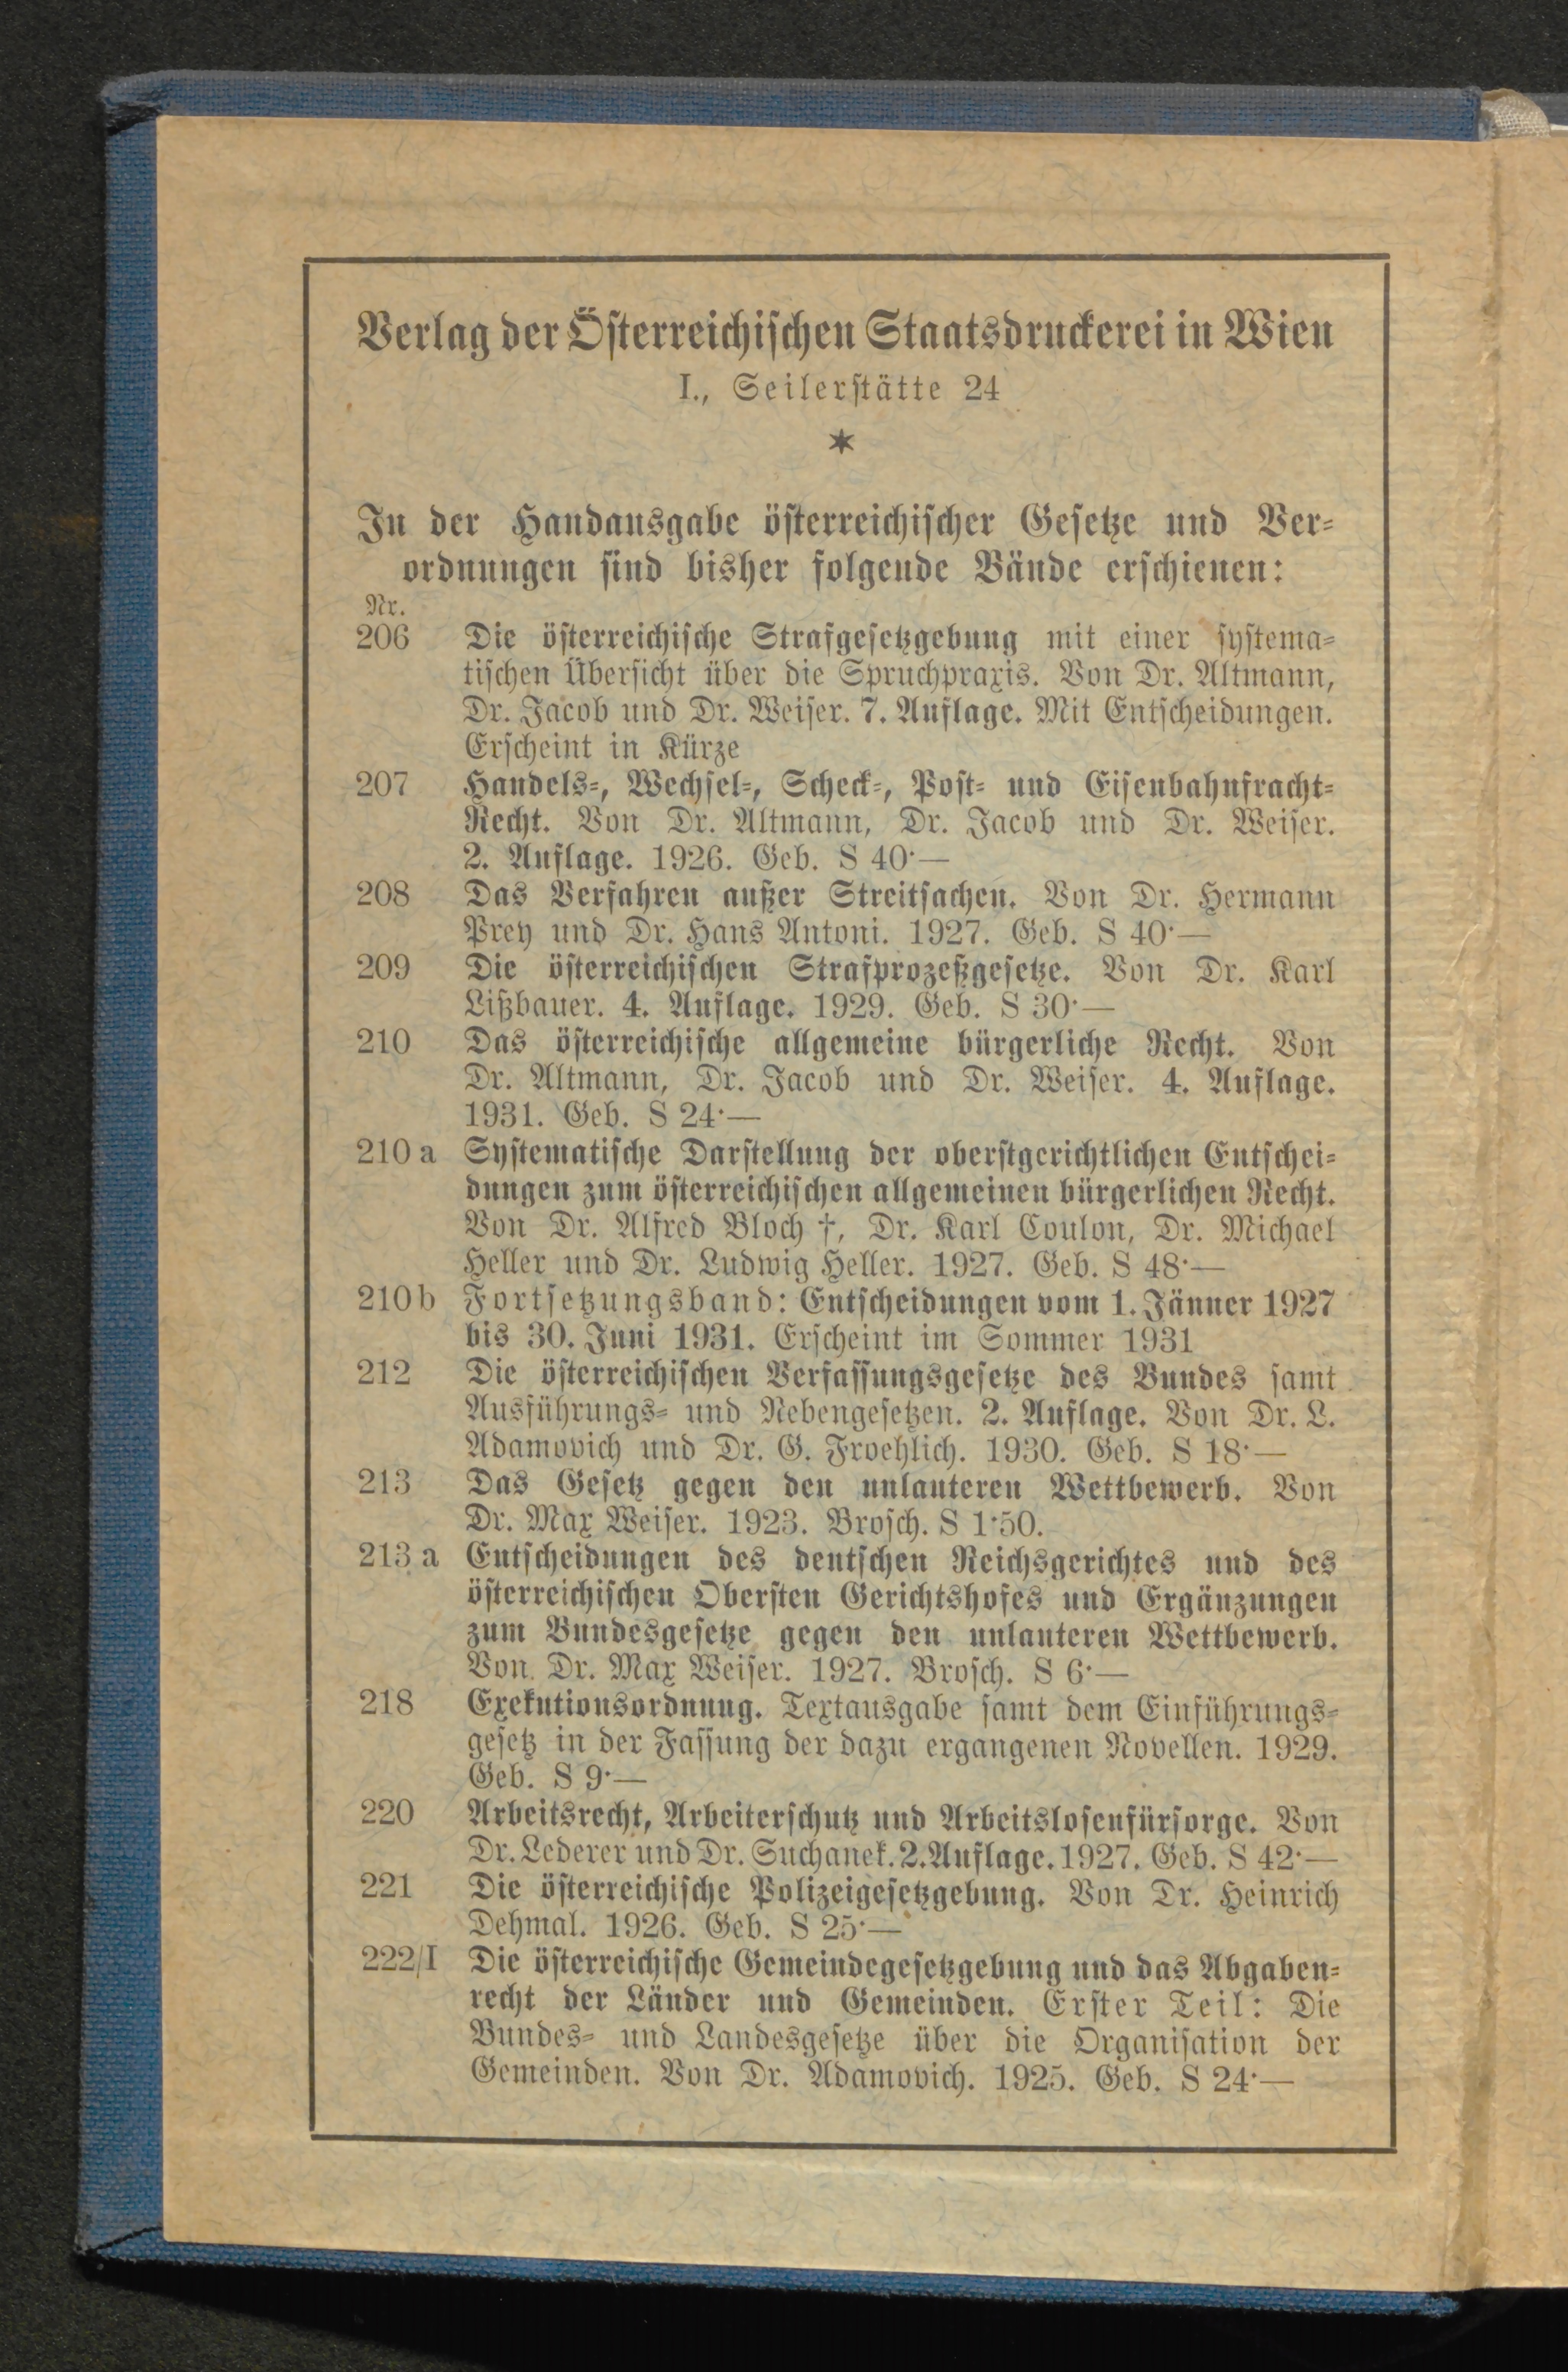 Verlag der Österreichischen Staatsdruckerei in Wien
I., Seilerstätte 24
*
In der Handausgabe österreichischer Gesetze und Ver-
ordnungen sind bisher folgende Bände erschienen:
Nr.
206 Die österreichische Strafgesetzgebung mit einer systema-
tischen Übersicht über die Spruchpraxis. Von Dr. Altmann,
Dr. Jacob und Dr. Weiser. 7. Auflage. Mit Entscheidungen.
Erscheint in Kürze
207 Handels-, Wechsel-, Scheck-, Post- und Eisenbahnfracht-
Recht. Von Dr. Altmann, Dr. Jacob und Dr. Weiser.
2. Auflage. 1926. Geb. S 40·—
208 Das Verfahren außer Streitsachen. Von Dr. Hermann
Prey und Dr. Hans Antoni. 1927. Geb. S 40·—
209 Die österreichischen Strafprozeßgesetze. Von Dr. Karl
Lißbauer. 4. Auflage. 1929. Geb. S 30·—
210 Das österreichische allgemeine bürgerliche Recht. Von
Dr. Altmann, Dr. Jacob und Dr. Weiser. 4. Auflage.
1931. Geb. S 24·—
210 a Systematische Darstellung der oberstgerichtlichen Entschei-
dungen zum österreichischen allgemeinen bürgerlichen Recht.
Von Dr. Alfred Bloch †, Dr. Karl Coulon, Dr. Michael
Heller und Dr. Ludwig Heller. 1927. Geb. S 48·—
210 b Fortsetzungsband: Entscheidungen vom 1. Jänner 1927
bis 30. Juni 1931. Erscheint im Sommer 1931
212 Die österreichischen Verfassungsgesetze des Bundes samt
Ausführungs- und Nebengesetzen. 2. Auflage. Von Dr. L.
Adamovich und Dr. G. Froehlich. 1930. Geb. S 18·—
213 Das Gesetz gegen den unlauteren Wettbewerb. Von
Dr. Max Weiser. 1923. Brosch. S 1·50.
213 a Entscheidungen des deutschen Reichsgerichtes und des
österreichischen Obersten Gerichtshofes und Ergänzungen
zum Bundesgesetze gegen den unlauteren Wettbewerb.
Von Dr. Max Weiser. 1927. Brosch. S 6·—
218 Exekutionsordnung. Textausgabe samt dem Einführungs-
gesetz in der Fassung der dazu ergangenen Novellen. 1929.
Geb. S 9·—
220 Arbeitsrecht, Arbeiterschutz und Arbeitslosenfürsorge. Von
Dr. Lederer und Dr. Suchanek. 2. Auflage. 1927. Geb. S 42·—
221 Die österreichische Polizeigesetzgebung. Von Dr. Heinrich
Dehmal. 1926. Geb. S 25·—
222/I Die österreichische Gemeindegesetzgebung und das Abgaben-
recht der Länder und Gemeinden. Erster Teil: Die
Bundes- und Landesgesetze über die Organisation der
Gemeinden. Von Dr. Adamovich. 1925. Geb. S 24·—